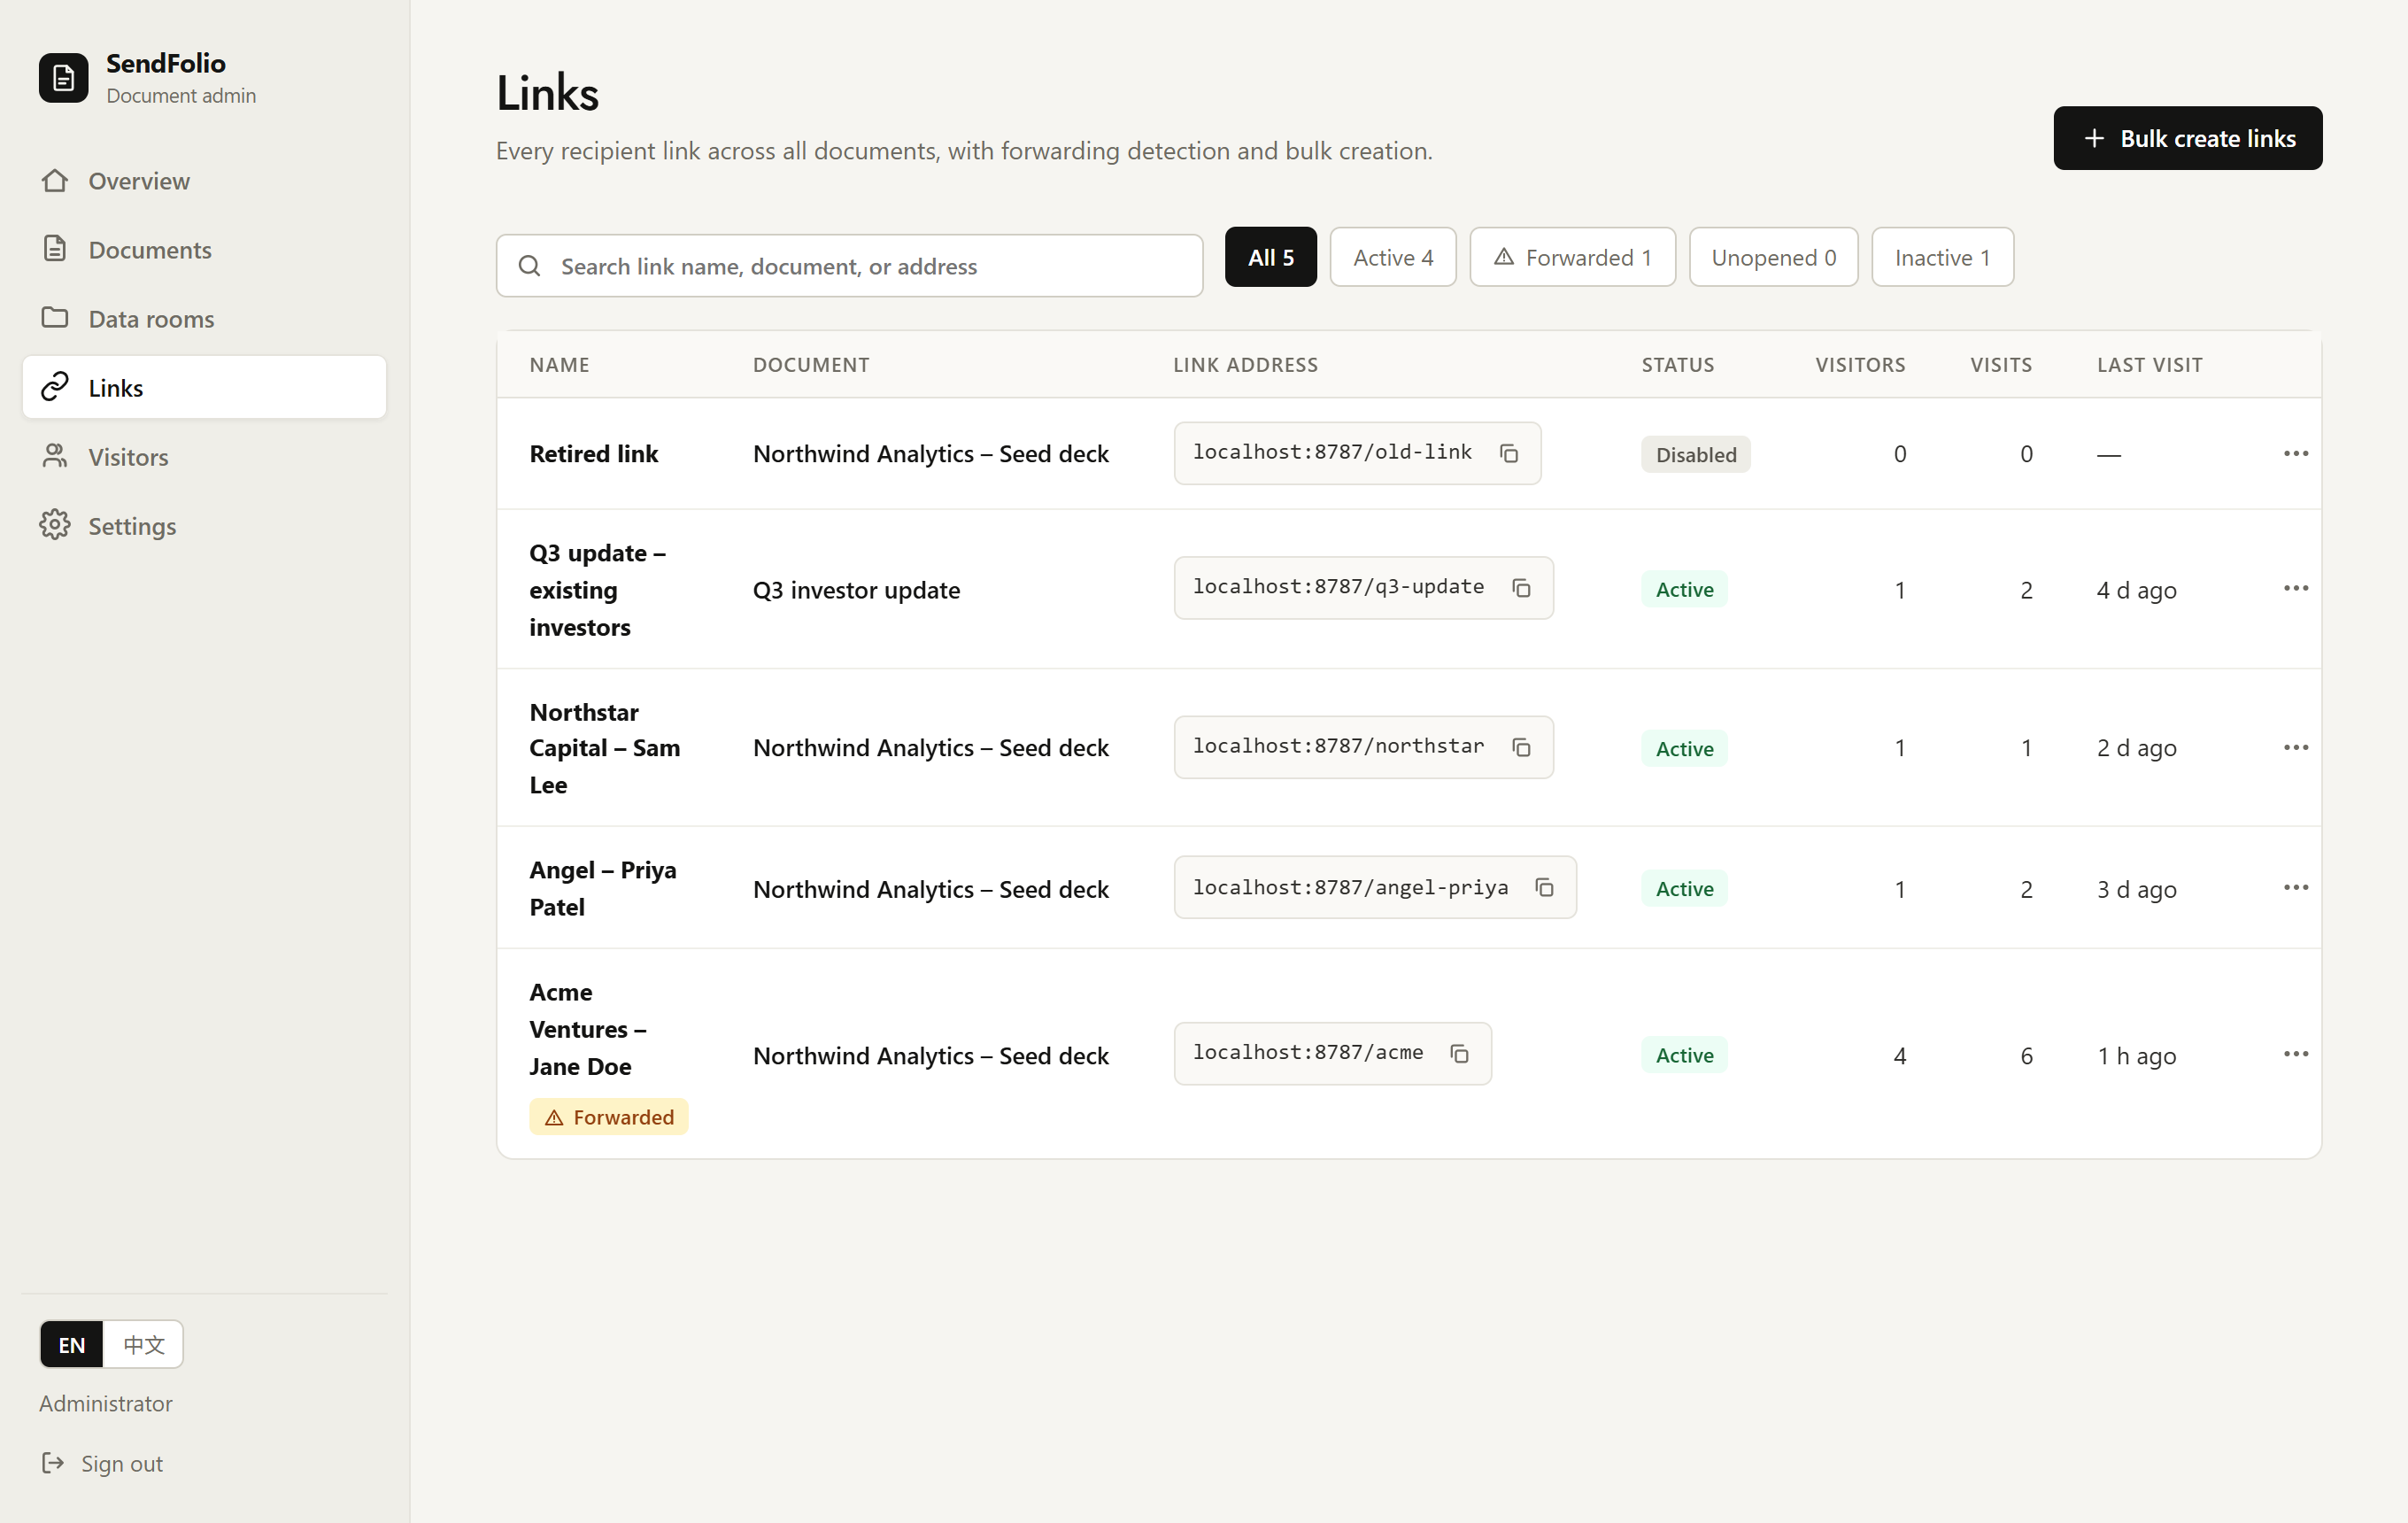 SendFolio
Document admin
Overview
Documents
Data rooms
Links
Visitors
Settings
EN 中文
Administrator
Sign out
Links
Every recipient link across all documents, with forwarding detection and bulk creation.
Bulk create links
Search link name, document, or address
All 5
Active 4
Forwarded 1
Unopened 0
Inactive 1
NAME DOCUMENT LINK ADDRESS STATUS VISITORS VISITS LAST VISIT
Retired link Northwind Analytics – Seed deck localhost:8787/old-link Disabled 0 0 —
Q3 update –
existing
investors
Q3 investor update localhost:8787/q3-update Active 1 2 4 d ago
Northstar
Capital – Sam
Lee
Northwind Analytics – Seed deck localhost:8787/northstar Active 1 1 2 d ago
Angel – Priya
Patel
Northwind Analytics – Seed deck localhost:8787/angel-priya Active 1 2 3 d ago
Acme
Ventures –
Jane Doe
Forwarded
Northwind Analytics – Seed deck localhost:8787/acme Active 4 6 1 h ago